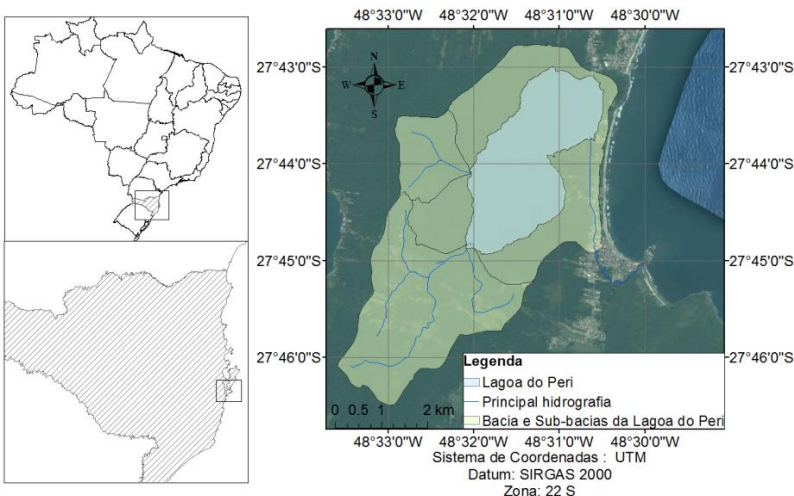 48°33'0"W 48°32'0"W 48°31'0"W 48°30'0"W
27°43'0"S
27°43'0"S
27°44'0"S
27°44'0"S
27°45'0"S
27°45'0"S
27°46'0"S
27°46'0"S
N
W E
S
Legenda
Lagoa do Peri
Principal hidrografia
Bacia e Sub-bacias da Lagoa do Peri
0 0.5 1 2 km
48°33'0"W 48°32'0"W 48°31'0"W 48°30'0"W
Sistema de Coordenadas : UTM
Datum: SIRGAS 2000
Zona: 22 S